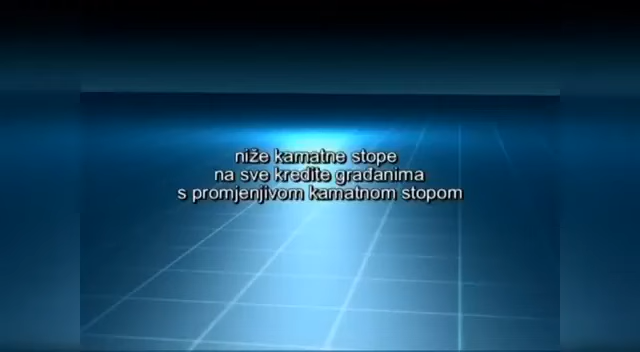 niže kamatne stope
na sve kredite građanima
s promjenjivom kamatnom stopom